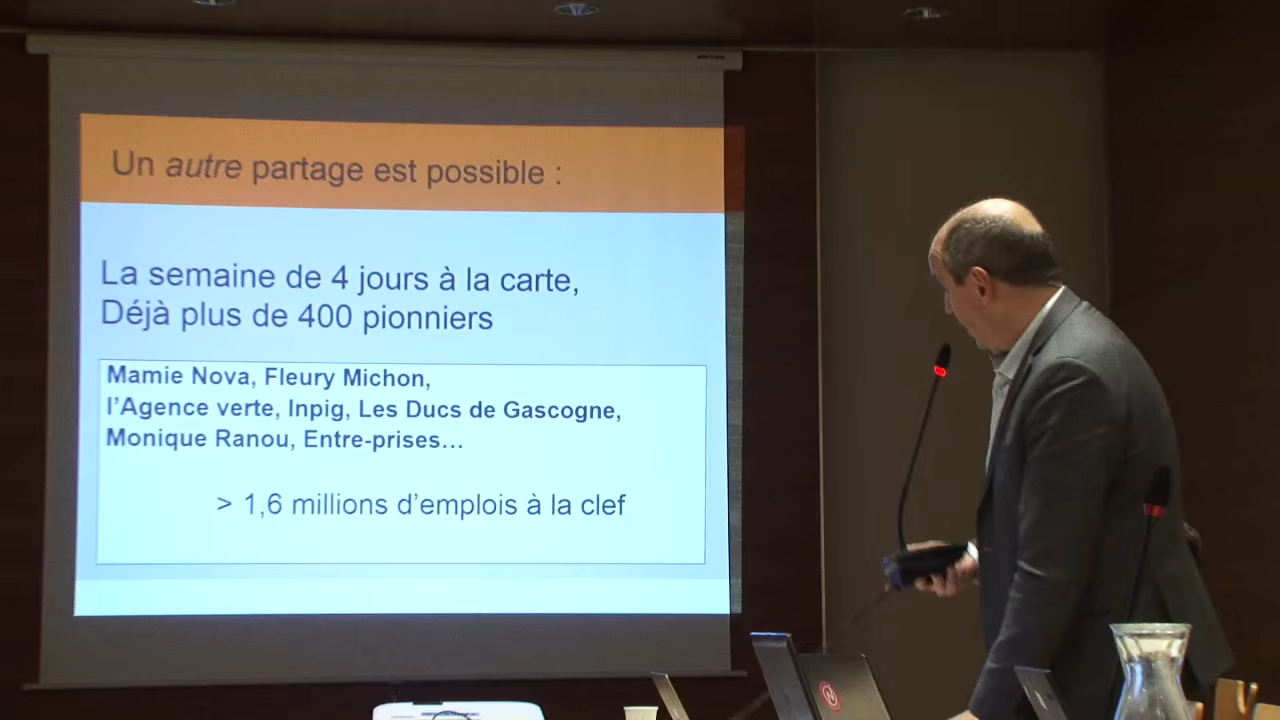 Un autre partage est possible :
La semaine de 4 jours à la carte,
Déjà plus de 400 pionniers
Mamie Nova, Fleury Michon,
l’Agence verte, Inpig, Les Ducs de Gascogne,
Monique Ranou, Entre-prises…
> 1,6 millions d’emplois à la clef